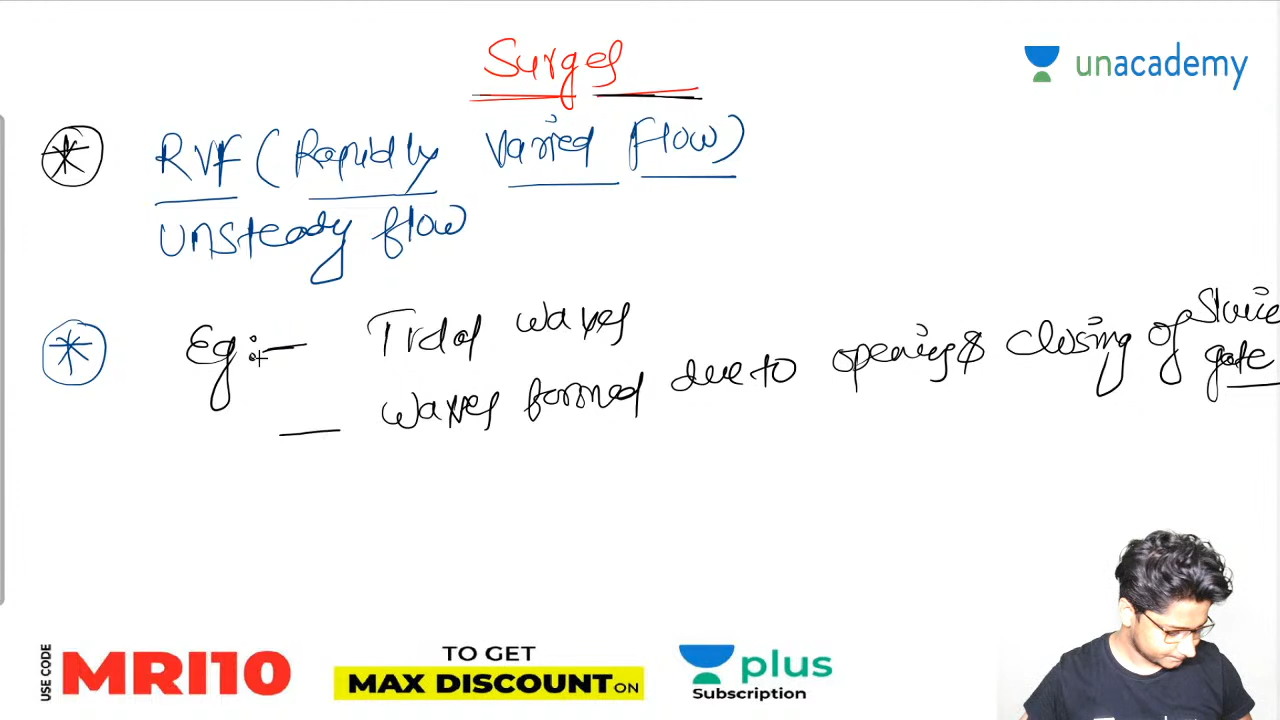 Surges
unacademy
RVF (Rapidly Varied Flow)
unsteady flow
Eg :- Tidal waves
waves formed due to opening & closing of Sluice gate
USE CODE
MRI10
TO GET
MAX DISCOUNT ON
plus
Subscription